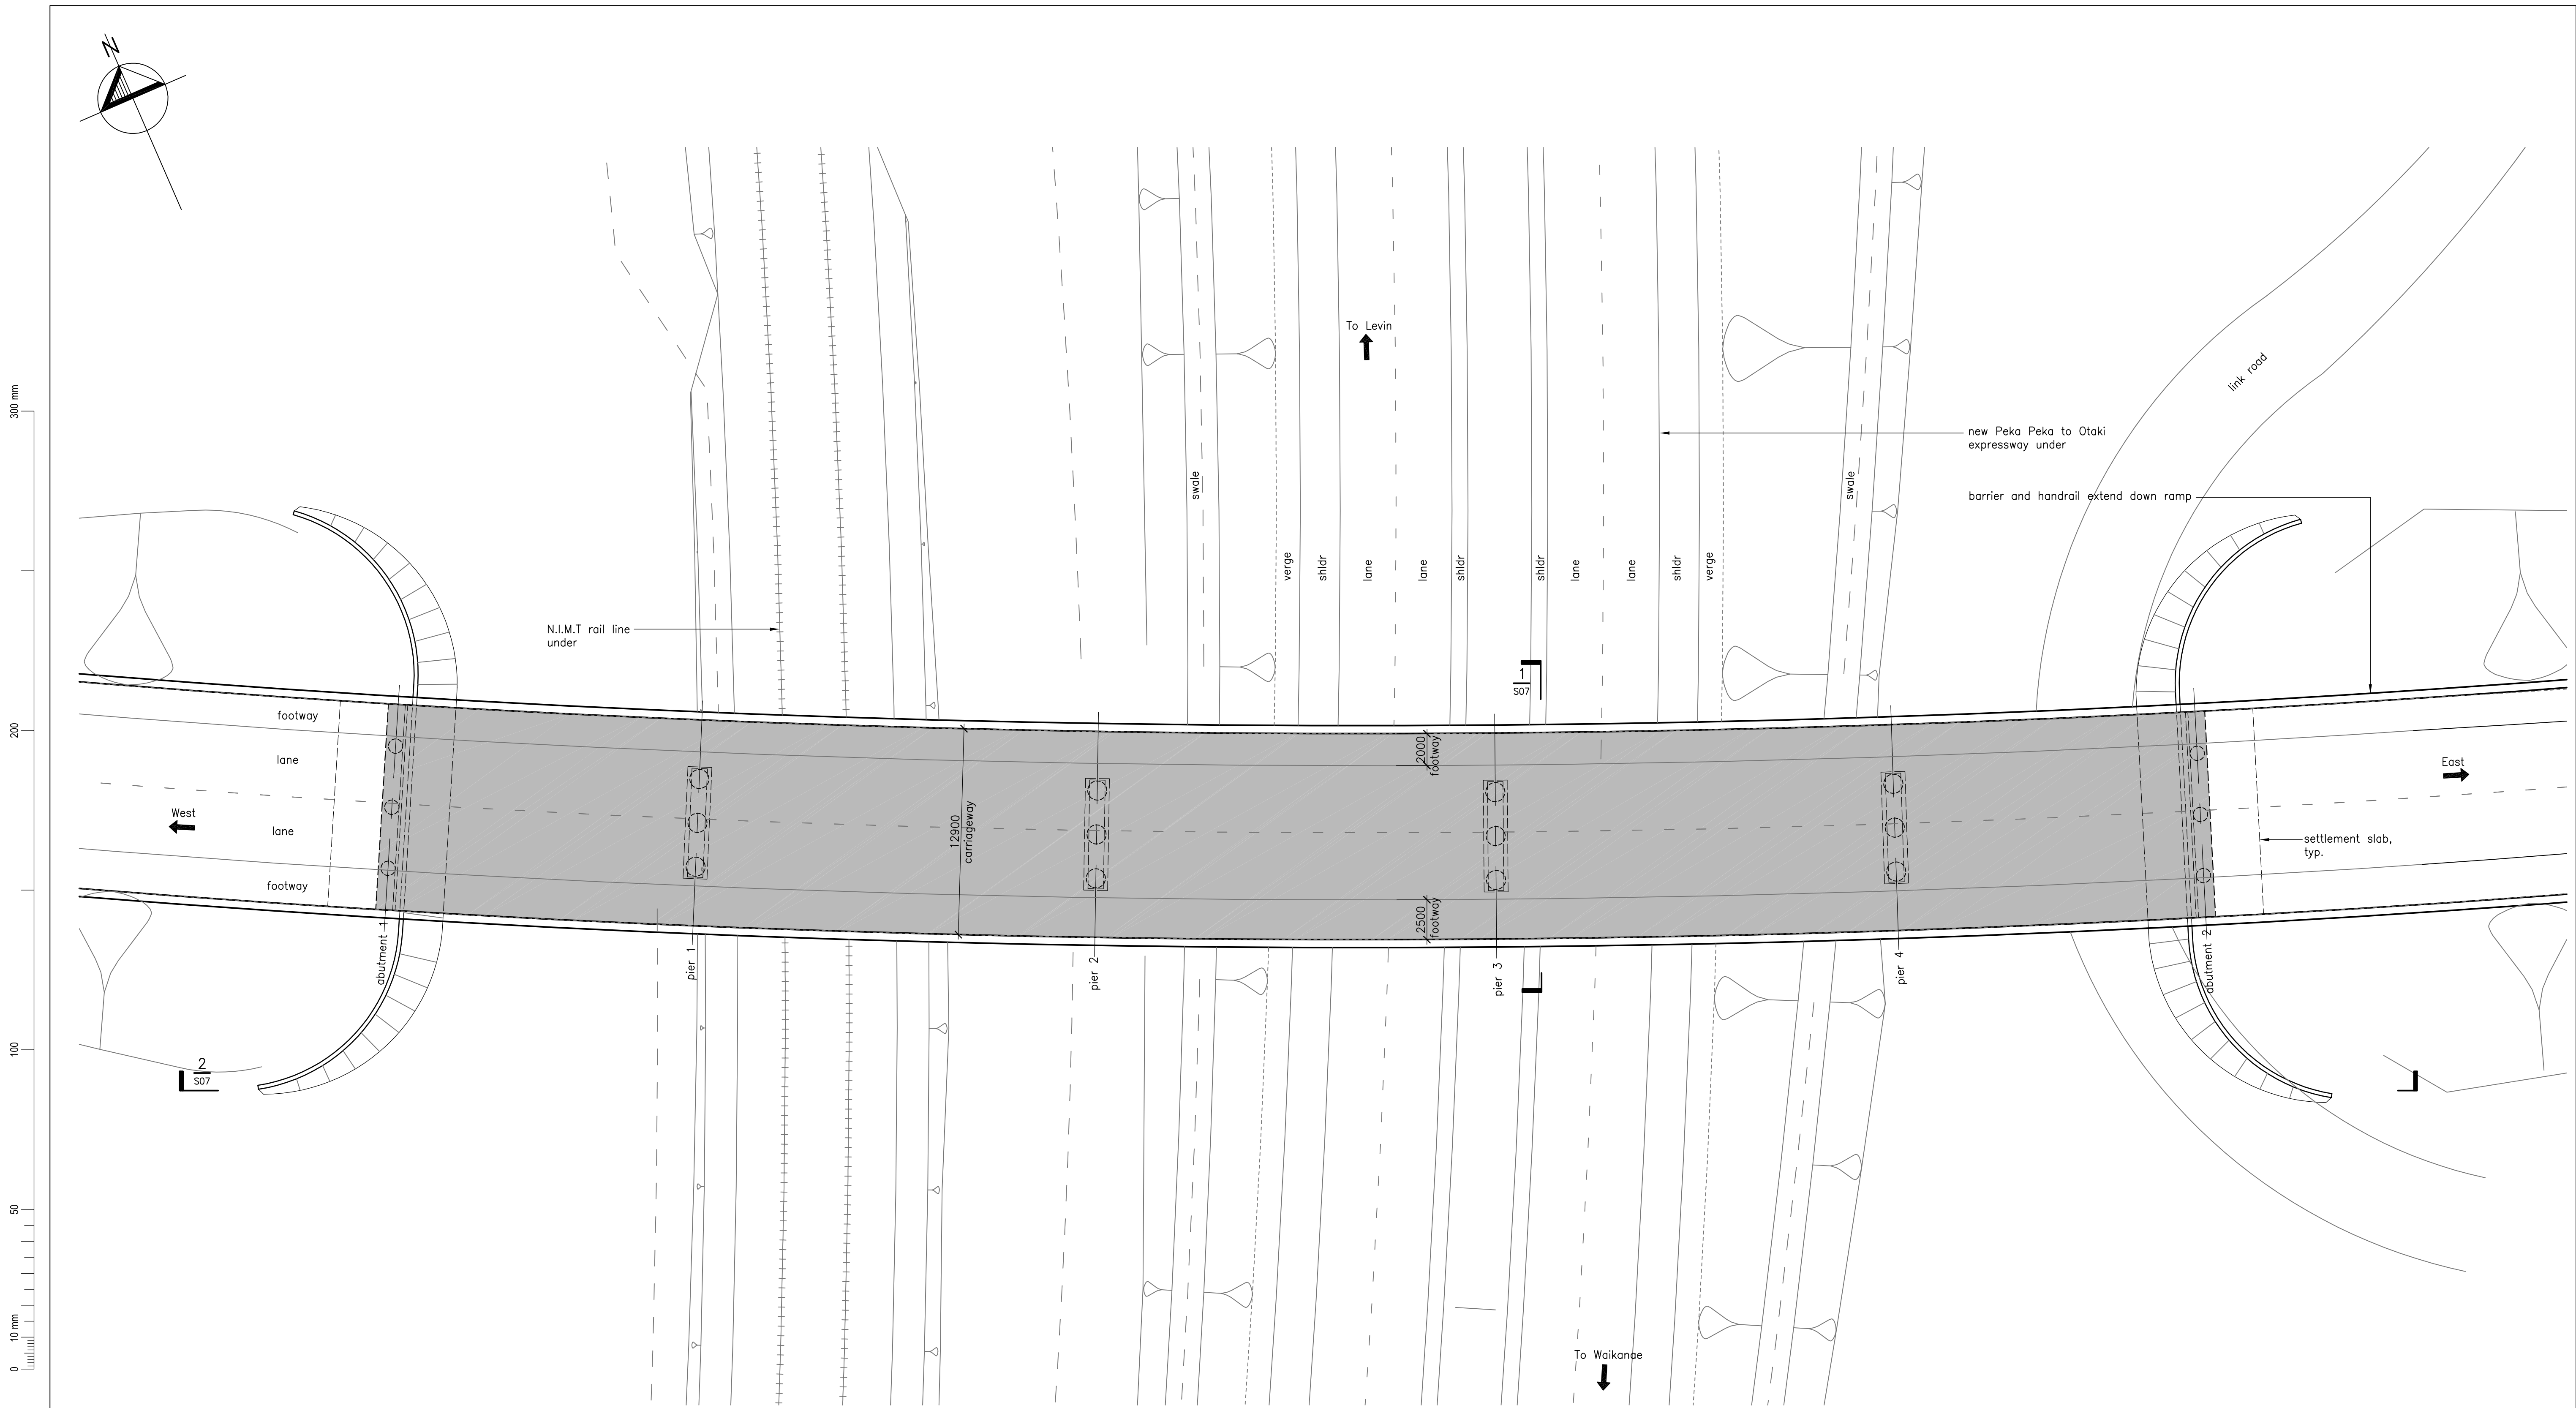 N
To Levin
link road
300 mm
new Peka Peka to Otaki
expressway under
swale
swale
barrier and handrail extend down ramp
verge
shldr
lane
lane
shldr
shldr
lane
lane
shldr
verge
N.I.M.T rail line
under
1
S07
footway
200
2000
footway
lane
East
West
lane
12900
carriageway
settlement slab,
typ.
footway
2500
footway
abutment 1
pier 1
pier 2
pier 3
pier 4
abutment 2
100
2
S07
50
To Waikanae
10 mm
0